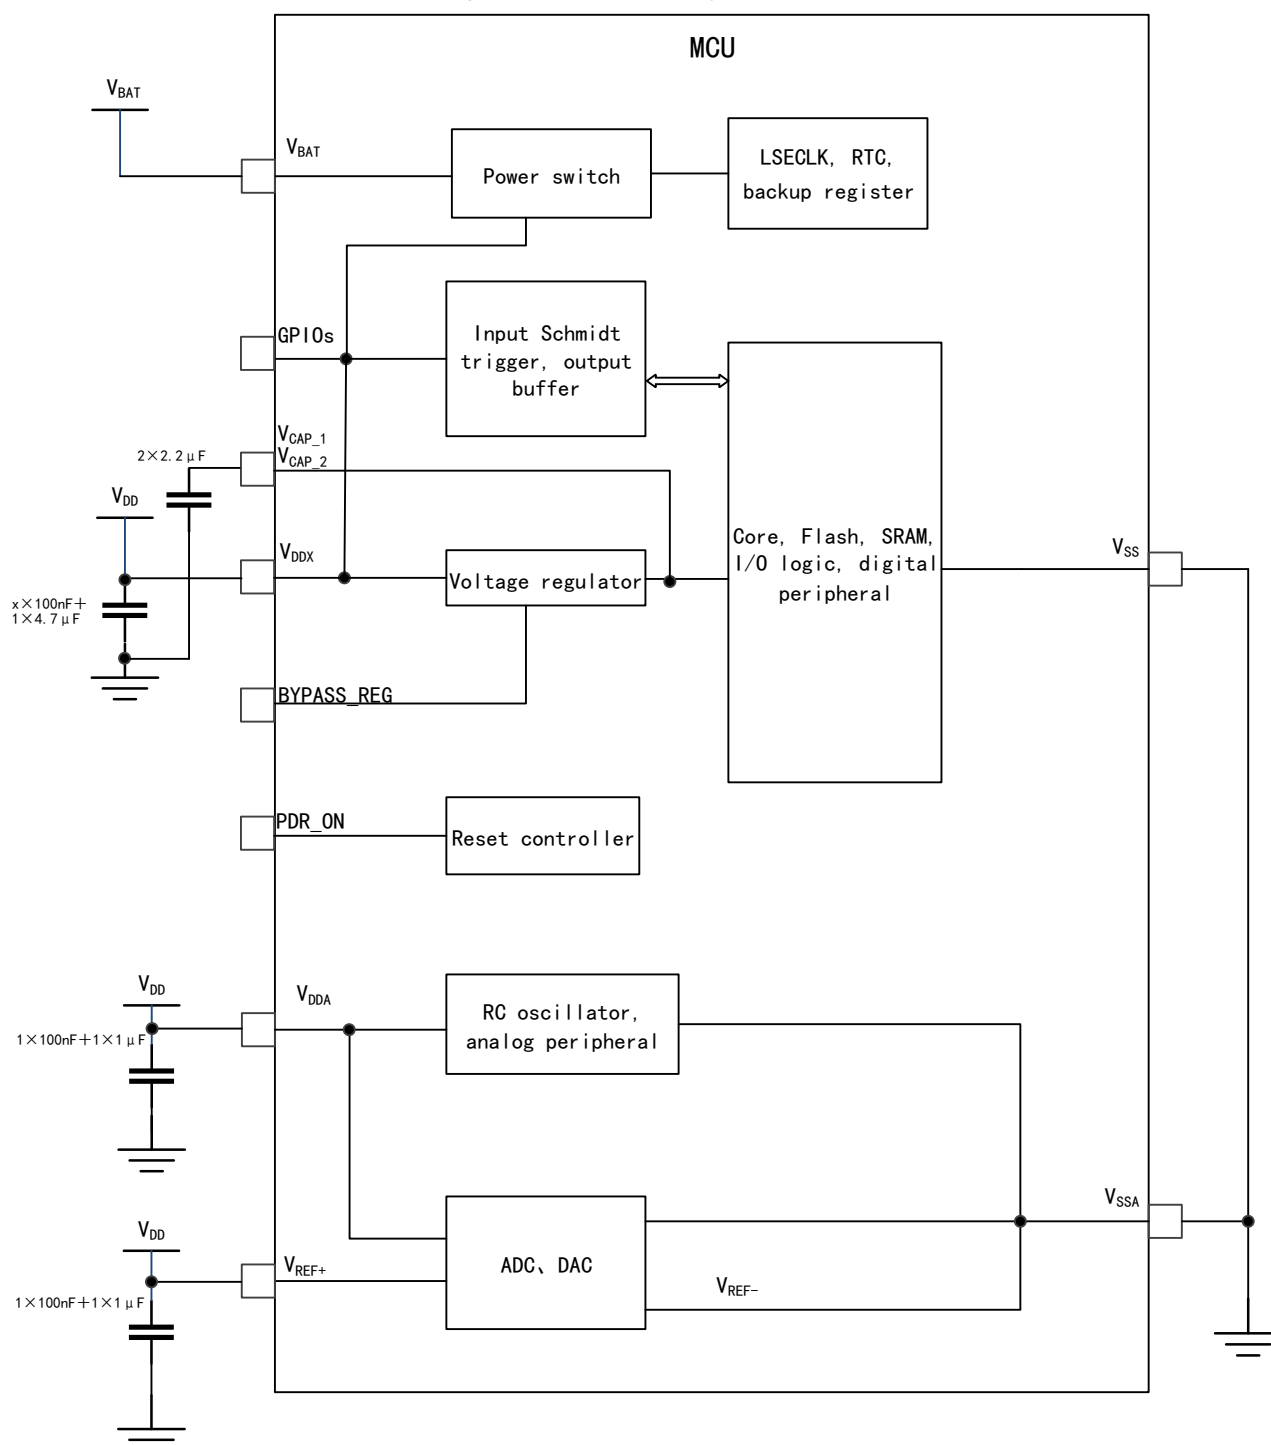 MCU
VBAT
VBAT
Power switch
LSECLK, RTC,
backup register
GPIOs
Input Schmidt
trigger, output
buffer
VCAP_1
VCAP_2
2×2.2μF
VDD
VDDX
x×100nF+
1×4.7μF
Voltage regulator
Core, Flash, SRAM,
I/O logic, digital
peripheral
VSS
BYPASS_REG
PDR_ON
Reset controller
VDD
VDDA
1×100nF+1×1μF
RC oscillator,
analog peripheral
VSSA
VDD
VREF+
1×100nF+1×1μF
ADC、DAC
VREF-